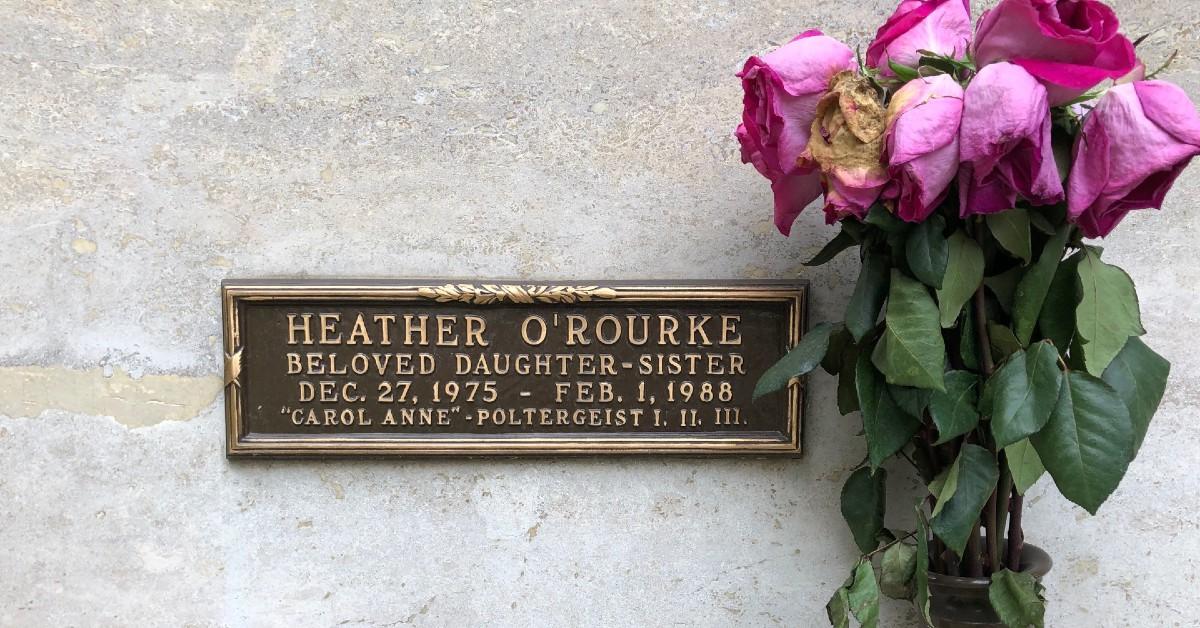 HEATHER O'ROURKE
BELOVED DAUGHTER-SISTER
DEC. 27, 1975 - FEB. 1, 1988
"CAROL ANNE"-POLTERGEIST I. II. III.